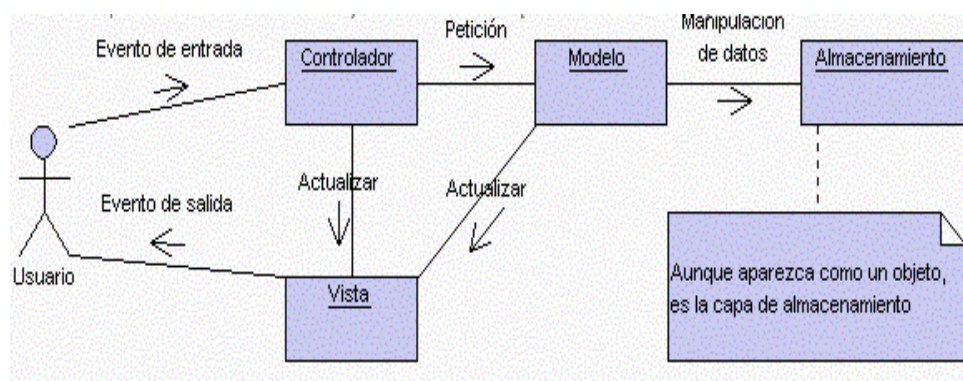 Evento de entrada
Controlador
Petición
Modelo
Manipulación
de datos
Almacenamiento
Actualizar
Actualizar
Evento de salida
Usuario
Vista
Aunque aparezca como un objeto,
es la capa de almacenamiento